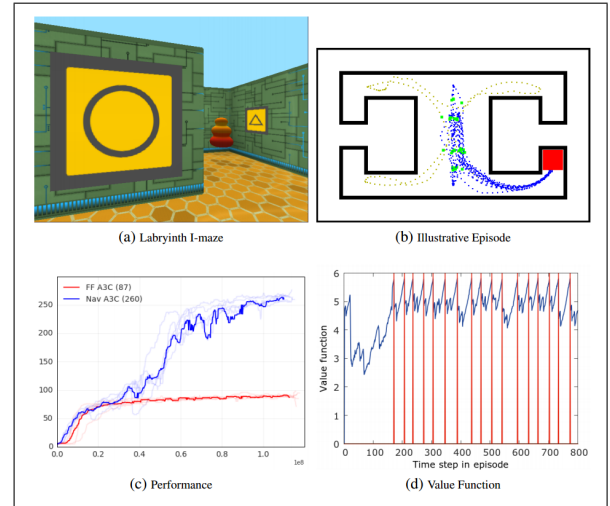 (a) Labryinth I-maze
(b) Illustrative Episode
FF A3C (87)
Nav A3C (260)
250
200
150
100
50
0
0.0 0.2 0.4 0.6 0.8 1.0
1e8
(c) Performance
Value function
6
5
4
3
2
1
0
0 100 200 300 400 500 600 700 800
Time step in episode
(d) Value Function